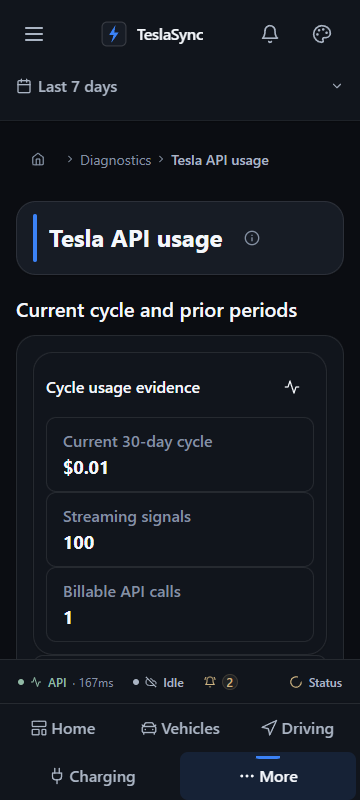 TeslaSync
Last 7 days
Diagnostics
Tesla API usage
Tesla API usage
Current cycle and prior periods
Cycle usage evidence
Current 30-day cycle
$0.01
Streaming signals
100
Billable API calls
1
API · 167ms
Idle
2
Status
Home
Vehicles
Driving
Charging
More